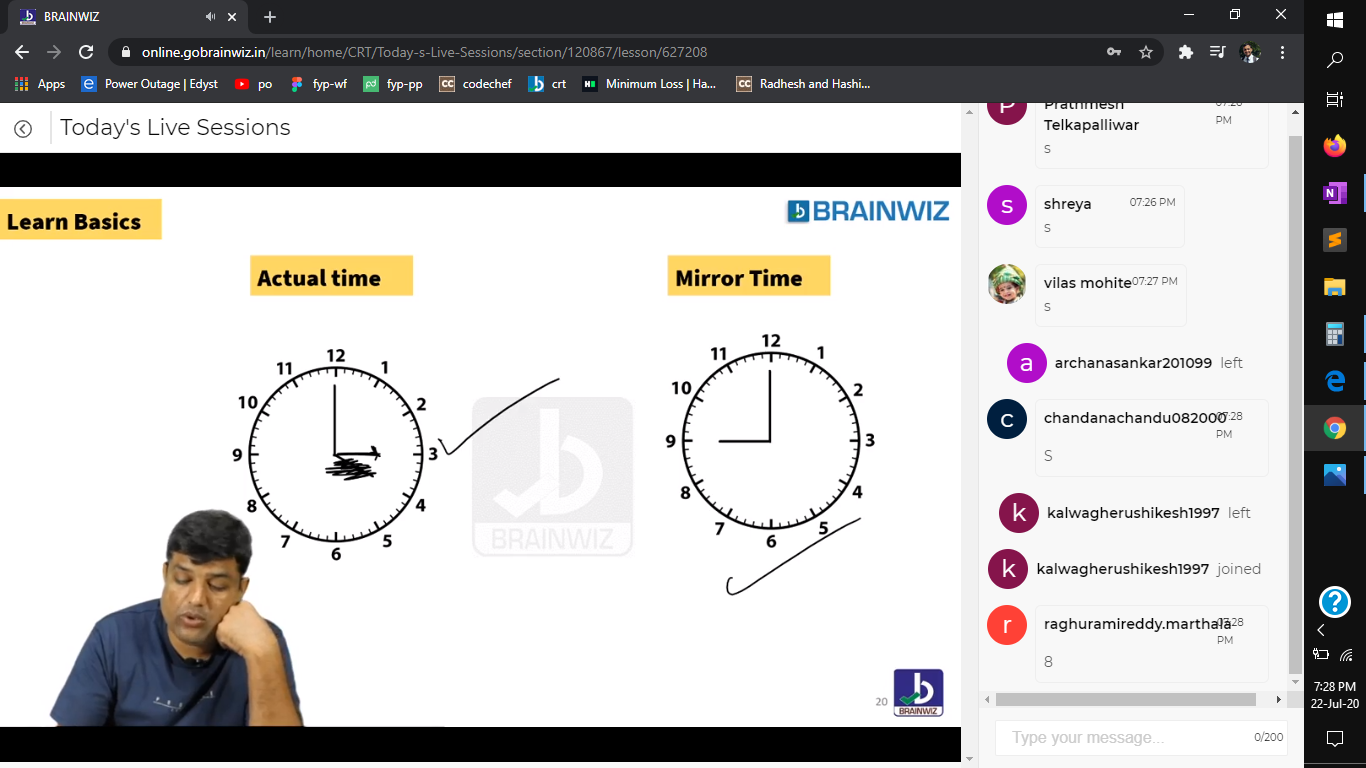 BRAINWIZ
online.gobrainwiz.in/learn/home/CRT/Today-s-Live-Sessions/section/120867/lesson/627208
Apps
Power Outage | Edyst
po
fyp-wf
fyp-pp
codechef
crt
Minimum Loss | Ha...
Radhesh and Hashi...
Today's Live Sessions
Learn Basics
BRAINWIZ
Actual time
Mirror Time
12
1
2
3
4
5
6
7
8
9
10
11
12
1
2
3
4
5
6
7
8
9
10
11
BRAINWIZ
20
BRAINWIZ
Prathmesh
Telkapalliwar
PM
S
s
shreya 07:26 PM
S
vilas mohite 07:27 PM
S
a
archanasankar201099 left
c
chandanachandu082000 07:28
PM
S
k
kalwagherushikesh1997 left
k
kalwagherushikesh1997 joined
r
raghuramireddy.marthala 07:28
PM
8
Type your message... 0/200
7:28 PM
22-Jul-20